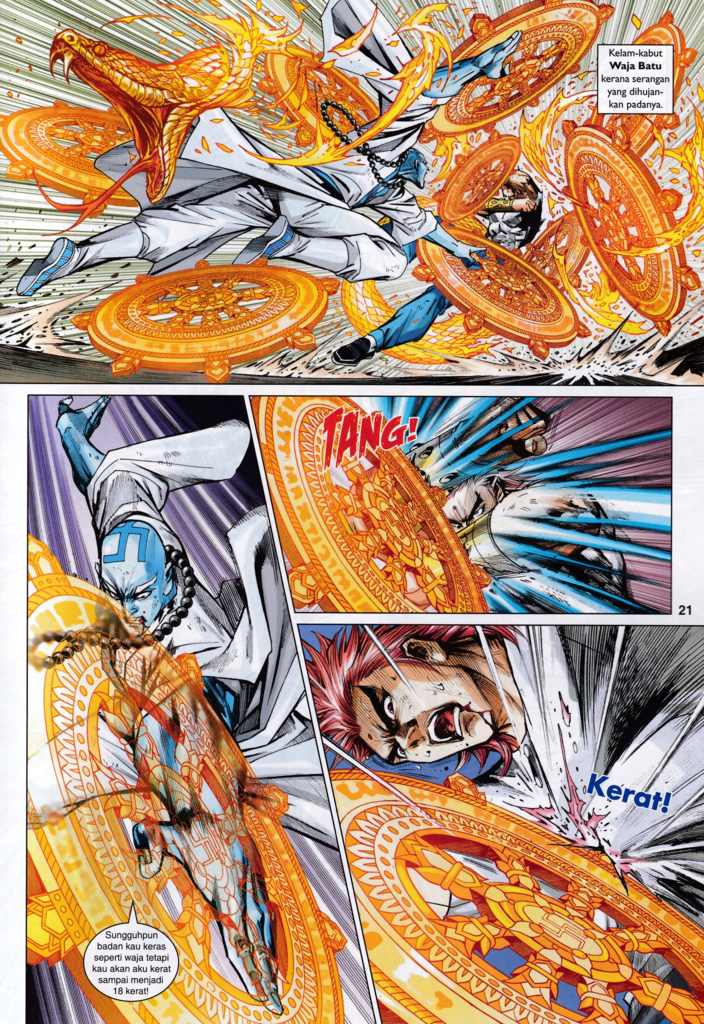 Kelam-kabut
Waja Batu
kerana serangan
yang dihujan-
kan padanya.
TANG!
21
Kerat!
Sungguhpun
badan kau keras
seperti waja tetapi
kau akan aku kerat
sampai menjadi
18 kerat!